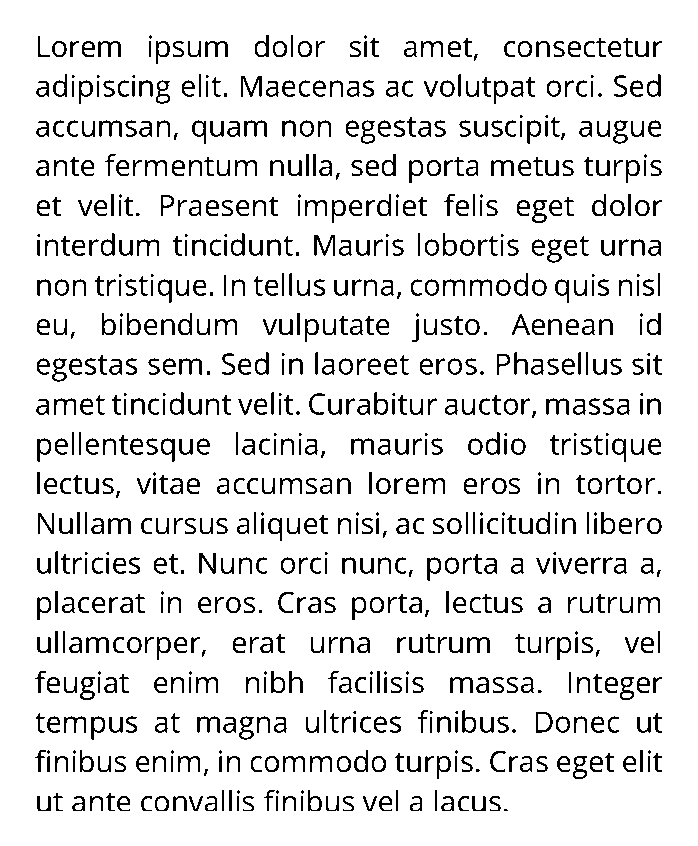 Lorem ipsum dolor sit amet, consectetur
adipiscing elit. Maecenas ac volutpat orci. Sed
accumsan, quam non egestas suscipit, augue
ante fermentum nulla, sed porta metus turpis
et velit. Praesent imperdiet felis eget dolor
interdum tincidunt. Mauris lobortis eget urna
non tristique. In tellus urna, commodo quis nisl
eu, bibendum vulputate justo. Aenean id
egestas sem. Sed in laoreet eros. Phasellus sit
amet tincidunt velit. Curabitur auctor, massa in
pellentesque lacinia, mauris odio tristique
lectus, vitae accumsan lorem eros in tortor.
Nullam cursus aliquet nisi, ac sollicitudin libero
ultricies et. Nunc orci nunc, porta a viverra a,
placerat in eros. Cras porta, lectus a rutrum
ullamcorper, erat urna rutrum turpis, vel
feugiat enim nibh facilisis massa. Integer
tempus at magna ultrices finibus. Donec ut
finibus enim, in commodo turpis. Cras eget elit
ut ante convallis finibus vel a lacus.